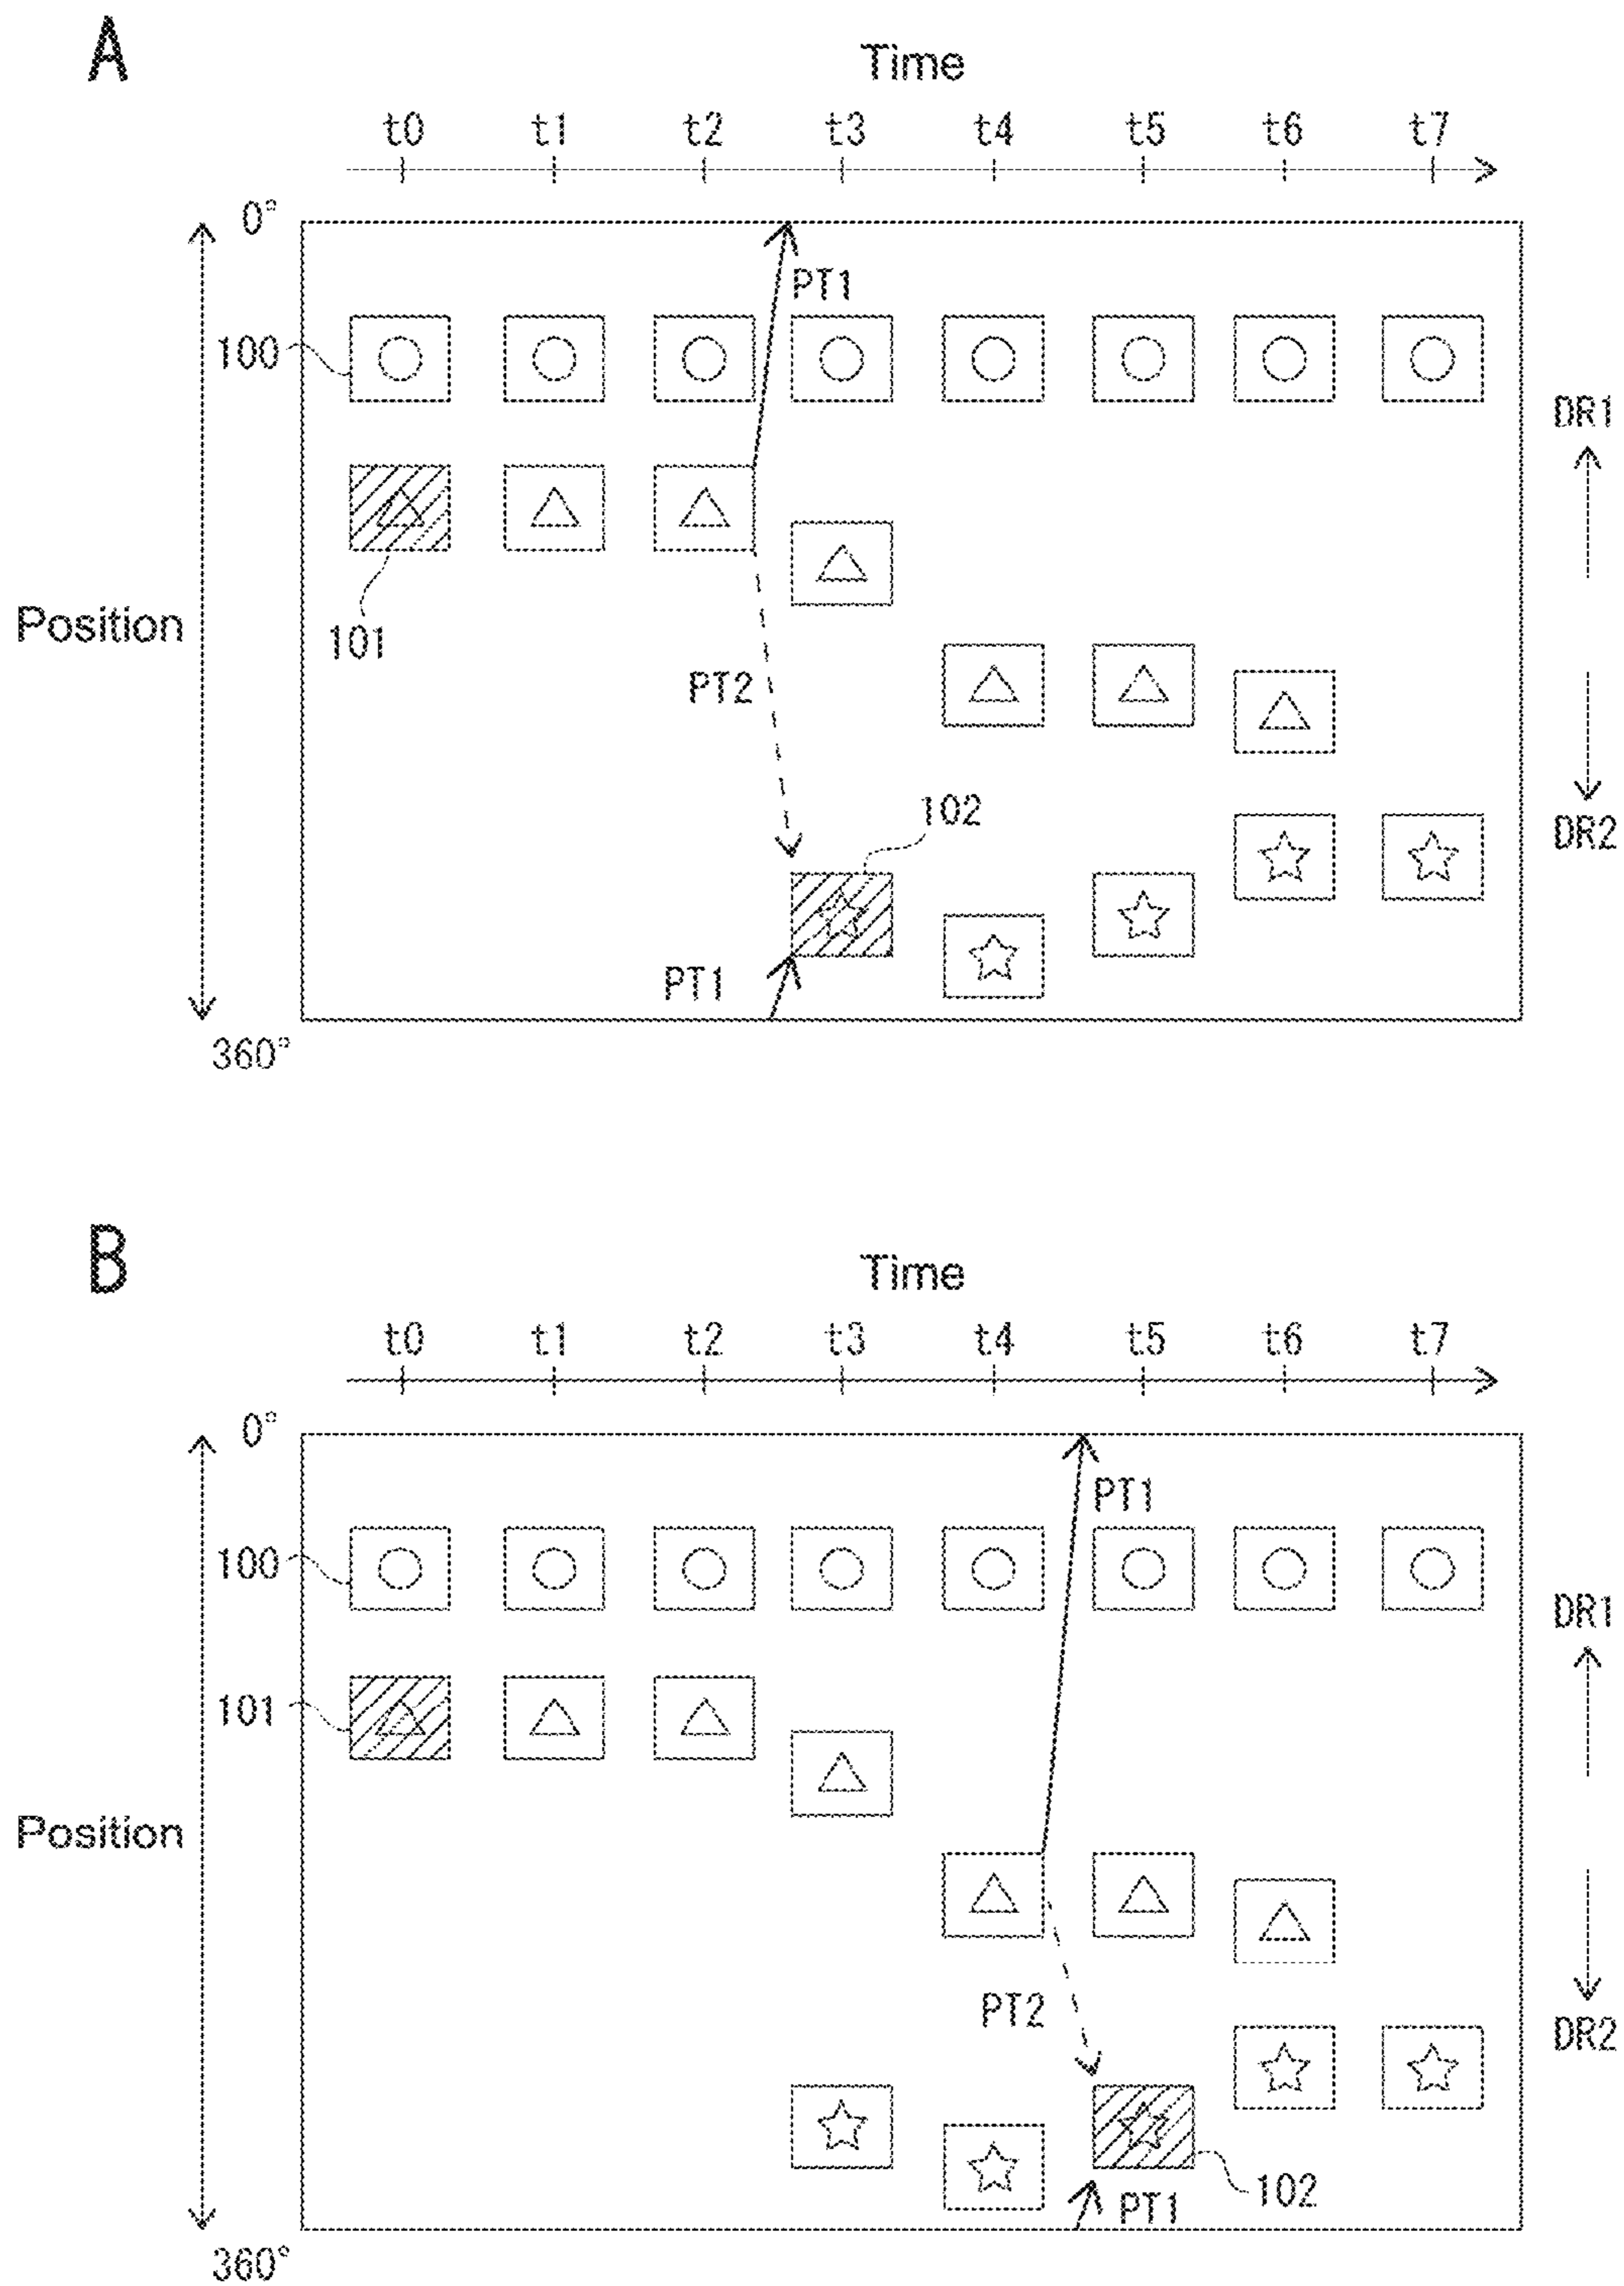 A
Time
t0 t1 t2 t3 t4 t5 t6 t7
0°
PT1
100
DR1
101
Position
PT2
102
DR2
PT1
360°
B
Time
t0 t1 t2 t3 t4 t5 t6 t7
0°
PT1
100
DR1
101
Position
PT2
DR2
102
PT1
360°